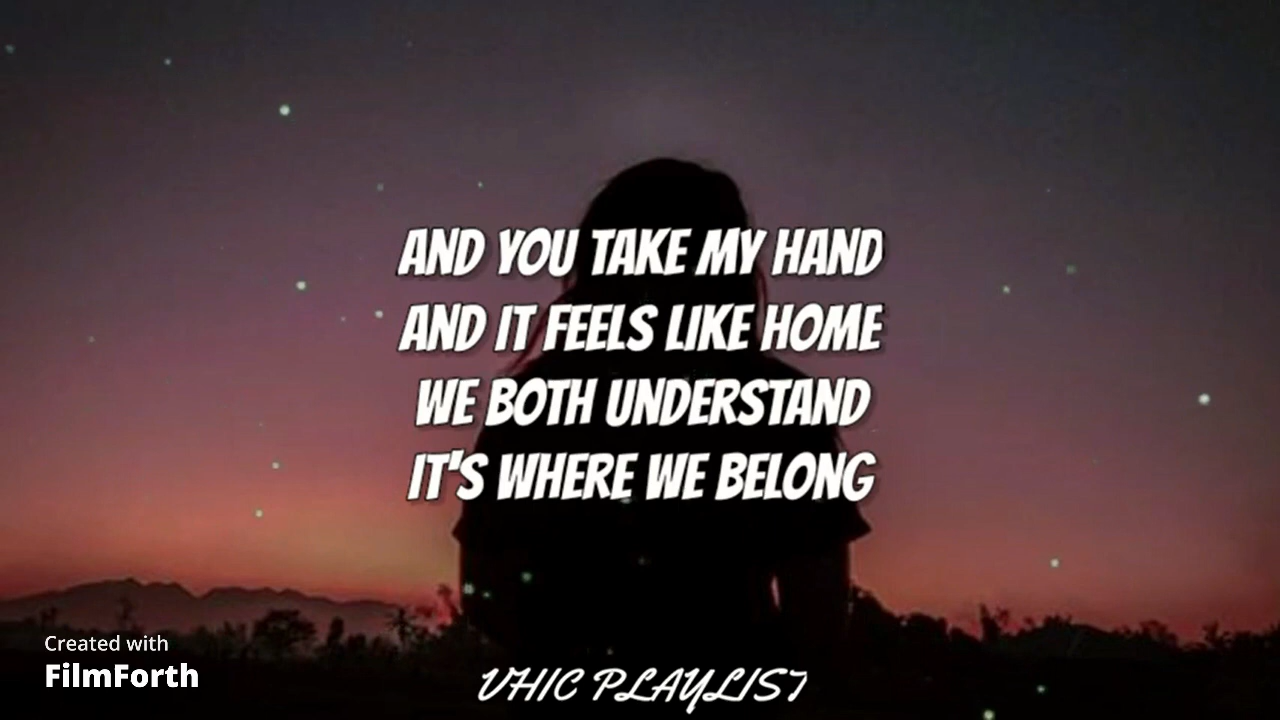 AND YOU TAKE MY HAND
AND IT FEELS LIKE HOME
WE BOTH UNDERSTAND
IT'S WHERE WE BELONG
Created with
FilmForth
VHIC PLAYLIST